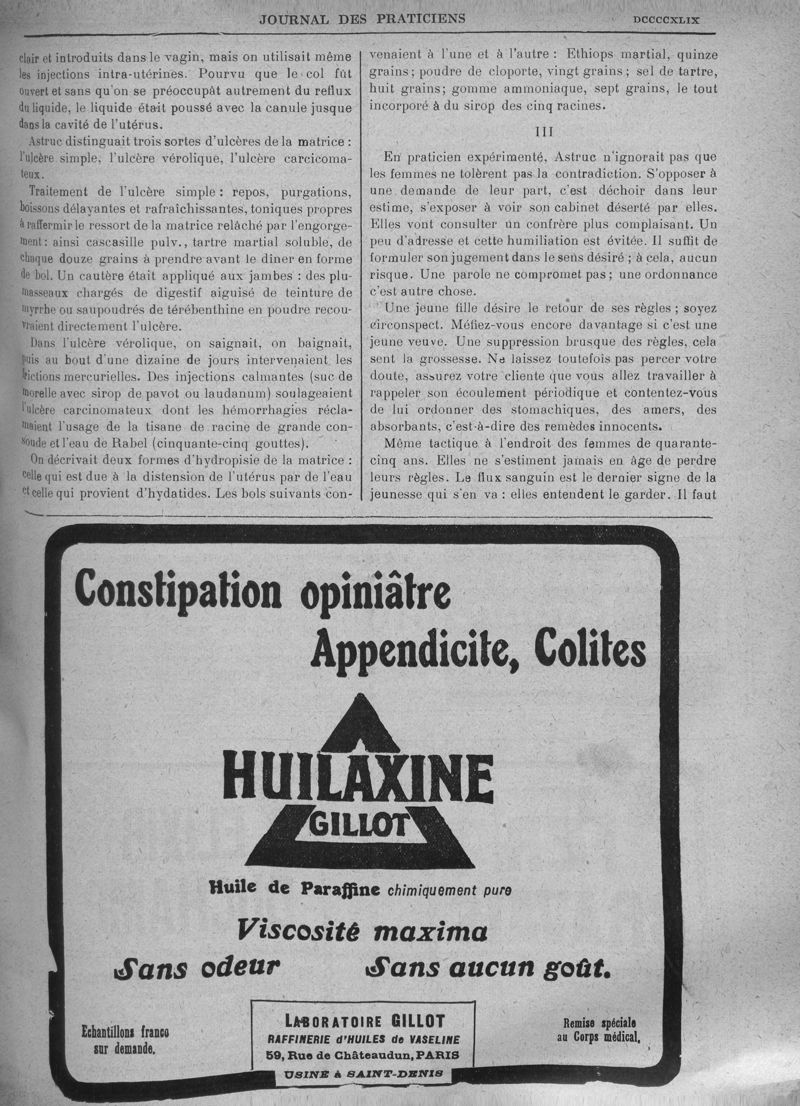 JOURNAL DES PRATICIENS
DCCCCXLIX
clair et introduits dans le vagin, mais on utilisait même
les injections intra-utérines. Pourvu que le col fût
ouvert et sans qu'on se préoccupât autrement du reflux
du liquide, le liquide était poussé avec la canule jusque
dans la cavité de l'utérus.
Astruc distinguait trois sortes d'ulcères de la matrice :
l'ulcère simple, l'ulcère vérolique, l'ulcère carcicoma-
teux.
Traitement de l'ulcère simple : repos, purgations,
boissons délayantes et rafraîchissantes, toniques propres
à raffermir le ressort de la matrice relâché par l'engorge-
ment : ainsi cascasille pulv., tartre martial soluble, de
chaque douze grains à prendre avant le diner en forme
de bol. Un cautère était appliqué aux jambes : des plu-
masseaux chargés de digestif aiguisé de teinture de
myrrhe ou saupoudrés de térébenthine en poudre recou-
vraient directement l'ulcère.
Dans l'ulcère vérolique, on saignait, on baignait,
puis au bout d'une dizaine de jours intervenaient les
frictions mercurielles. Des injections calmantes (suc de
morelle avec sirop de pavot ou laudanum) soulageaient
l'ulcère carcinomateux dont les hémorrhagies récla-
maient l'usage de la tisane de racine de grande con-
soude et l'eau de Rabel (cinquante-cinq gouttes).
On décrivait deux formes d'hydropisie de la matrice :
celle qui est due à la distension de l'utérus par de l'eau
et celle qui provient d'hydatides. Les bols suivants con-
venaient à l'une et à l'autre : Ethiops martial, quinze
grains ; poudre de cloporte, vingt grains ; sel de tartre,
huit grains; gomme ammoniaque, sept grains, le tout
incorporé à du sirop des cinq racines.
III
En praticien expérimenté, Astruc n'ignorait pas que
les femmes ne tolèrent pas la contradiction. S'opposer à
une demande de leur part, c'est déchoir dans leur
estime, s'exposer à voir son cabinet déserté par elles.
Elles vont consulter un confrère plus complaisant. Un
peu d'adresse et cette humiliation est évitée. Il suffit de
formuler son jugement dans le sens désiré ; à cela, aucun
risque. Une parole ne compromet pas ; une ordonnance
c'est autre chose.
Une jeune fille désire le retour de ses règles ; soyez
circonspect. Méfiez-vous encore davantage si c'est une
jeune veuve. Une suppression brusque des règles, cela
sent la grossesse. Ne laissez toutefois pas percer votre
doute, assurez votre cliente que vous allez travailler à
rappeler son écoulement périodique et contentez-vous
de lui ordonner des stomachiques, des amers, des
absorbants, c'est-à-dire des remèdes innocents.
Même tactique à l'endroit des femmes de quarante-
cinq ans. Elles ne s'estiment jamais en âge de perdre
leurs règles. Le flux sanguin est le dernier signe de la
jeunesse qui s'en va : elles entendent le garder. Il faut
Constipation opiniâtre
Appendicite, Colites
HUILAXINE
GILLOT
Huile de Paraffine chimiquement pure
Viscosité maxima
Sans odeur Sans aucun goût.
Echantillons franco
sur demande.
LABORATOIRE GILLOT
RAFFINERIE d'HUILES de VASELINE
59, Rue de Châteaudun, PARIS
USINE à SAINT-DENIS
Remise spéciale
au Corps médical.